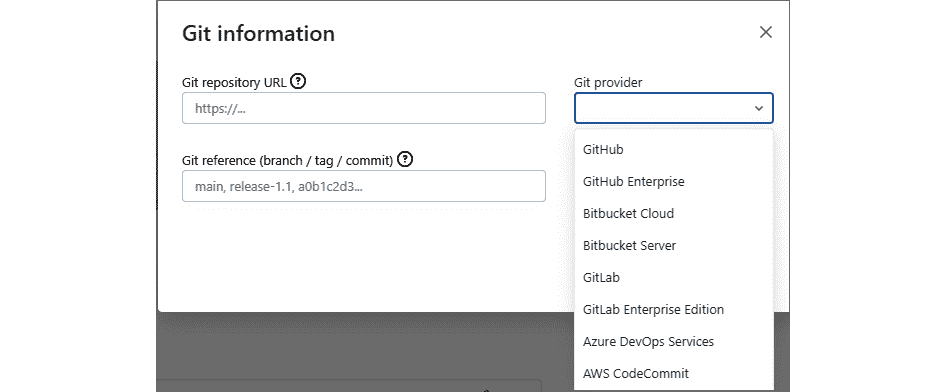 Git information
Git repository URL
https://...
Git provider
Git reference (branch / tag / commit)
main, release-1.1, a0b1c2d3...
GitHub
GitHub Enterprise
Bitbucket Cloud
Bitbucket Server
GitLab
GitLab Enterprise Edition
Azure DevOps Services
AWS CodeCommit